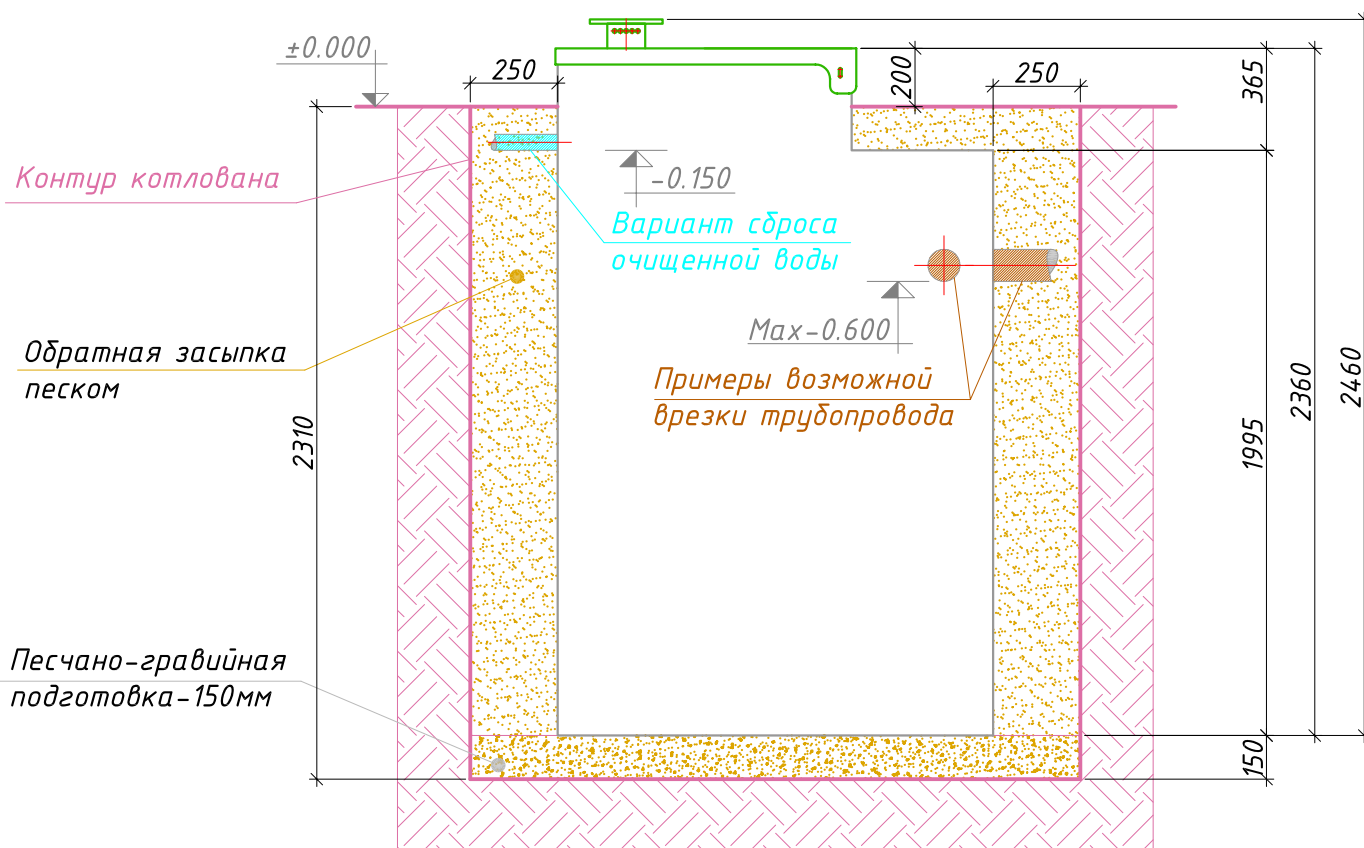 ±0.000
250
200
250
365
Контур котлована
-0.150
Вариант сброса
очищенной воды
Max-0.600
Обратная засыпка
песком
Примеры возможной
врезки трубопровода
2310
1995
2360
2460
Песчано-гравийная
подготовка-150мм
150